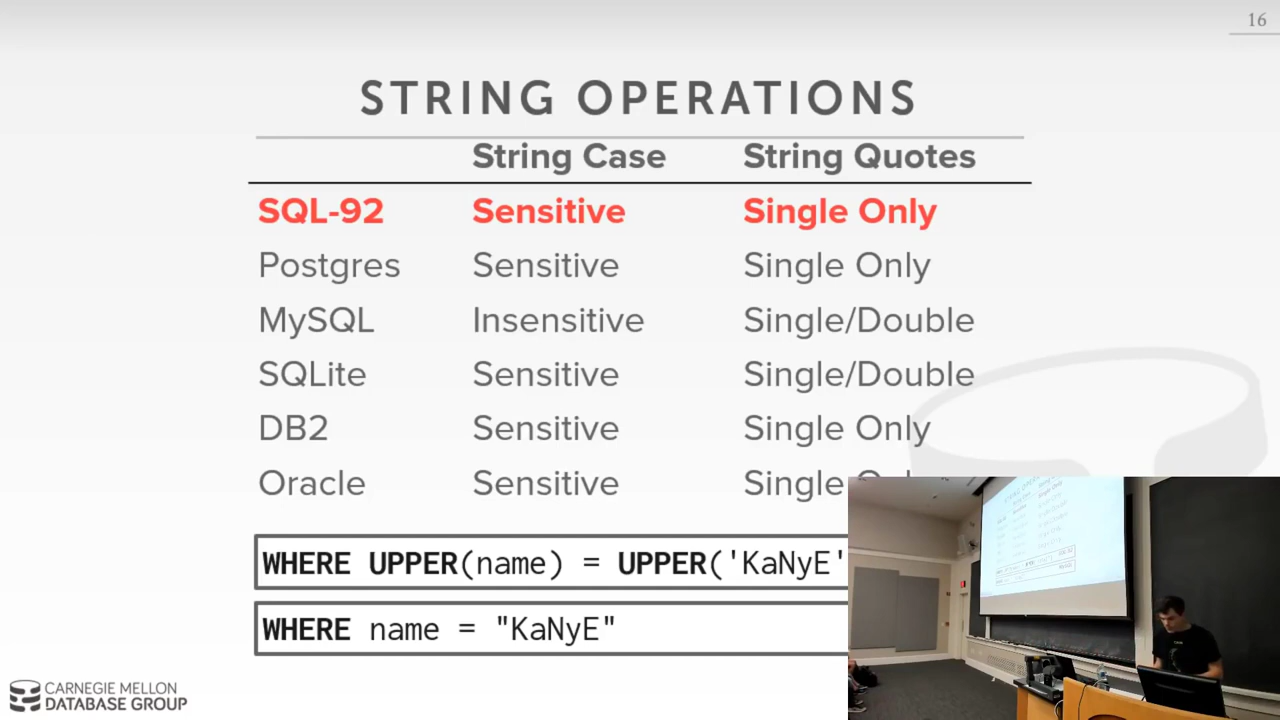 16
STRING OPERATIONS
String Case String Quotes
SQL-92 Sensitive Single Only
Postgres Sensitive Single Only
MySQL Insensitive Single/Double
SQLite Sensitive Single/Double
DB2 Sensitive Single Only
Oracle Sensitive Single
WHERE UPPER(name) = UPPER('KaNyE'
WHERE name = "KaNyE"
CARNEGIE MELLON
DATABASE GROUP